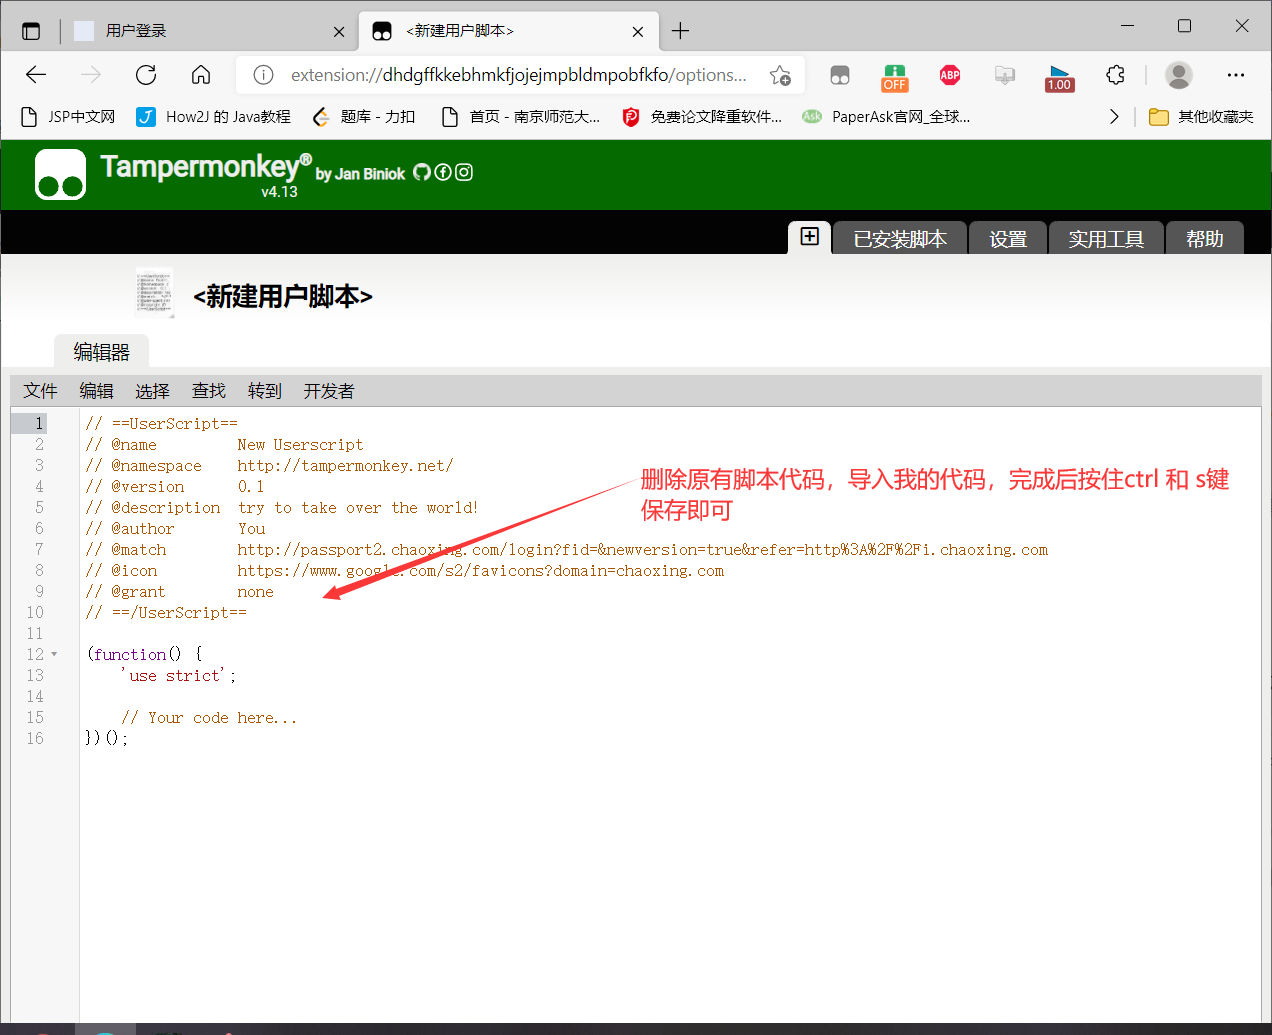 用户登录
<新建用户脚本>
extension://dhdgffkkebhmkfjojejmpbldmpobfkfo/options...
OFF
ABP
1.00
JSP中文网
How2J 的 Java教程
题库 - 力扣
首页 - 南京师范大...
免费论文降重软件...
Ask
PaperAsk官网_全球...
其他收藏夹
Tampermonkey® by Jan Biniok
v4.13
已安装脚本
设置
实用工具
帮助
<新建用户脚本>
编辑器
文件 编辑 选择 查找 转到 开发者
1 // ==UserScript==
2 // @name New Userscript
3 // @namespace http://tampermonkey.net/
4 // @version 0.1
5 // @description try to take over the world!
6 // @author You
7 // @match http://passport2.chaoxing.com/login?fid=&newversion=true&refer=http%3A%2F%2Fi.chaoxing.com
8 // @icon https://www.google.com/s2/favicons?domain=chaoxing.com
9 // @grant none
10 // ==/UserScript==
11
12 (function() {
13 'use strict';
14
15 // Your code here...
16 })();
删除原有脚本代码，导入我的代码，完成后按住ctrl 和 s键
保存即可